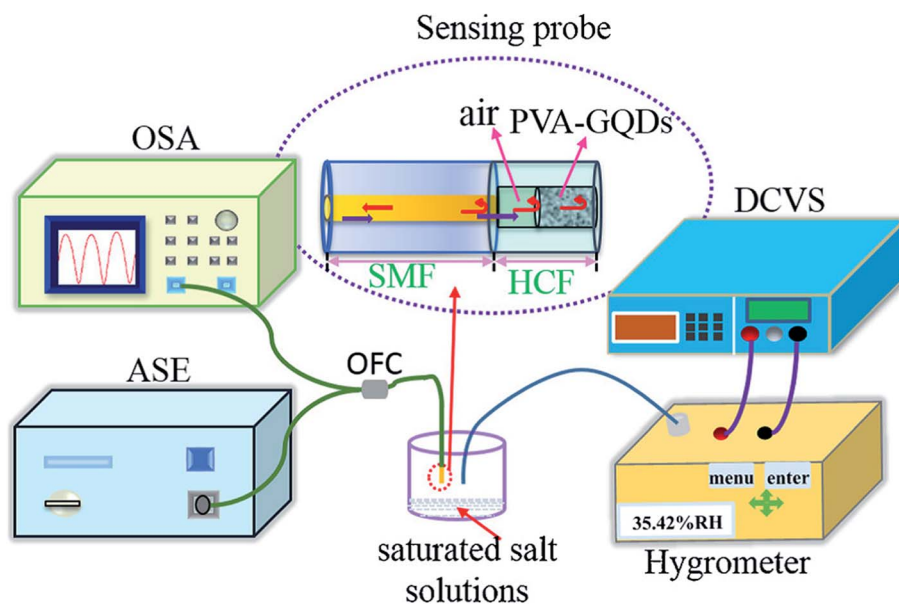 Sensing probe
air
PVA-GQDs
OSA
DCVS
SMF
HCF
OFC
ASE
menu
enter
35.42%RH
saturated salt
solutions
Hygrometer